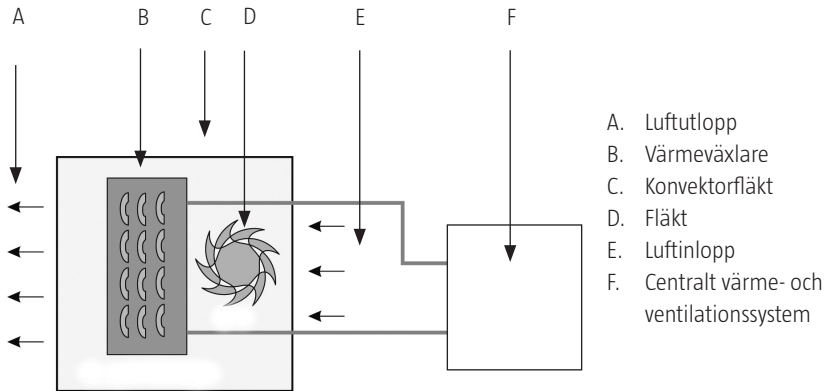 A B C D E F
A. Luftutlopp
B. Värmeväxlare
C. Konvektorfläkt
D. Fläkt
E. Luftinlopp
F. Centralt värme- och
ventilationssystem